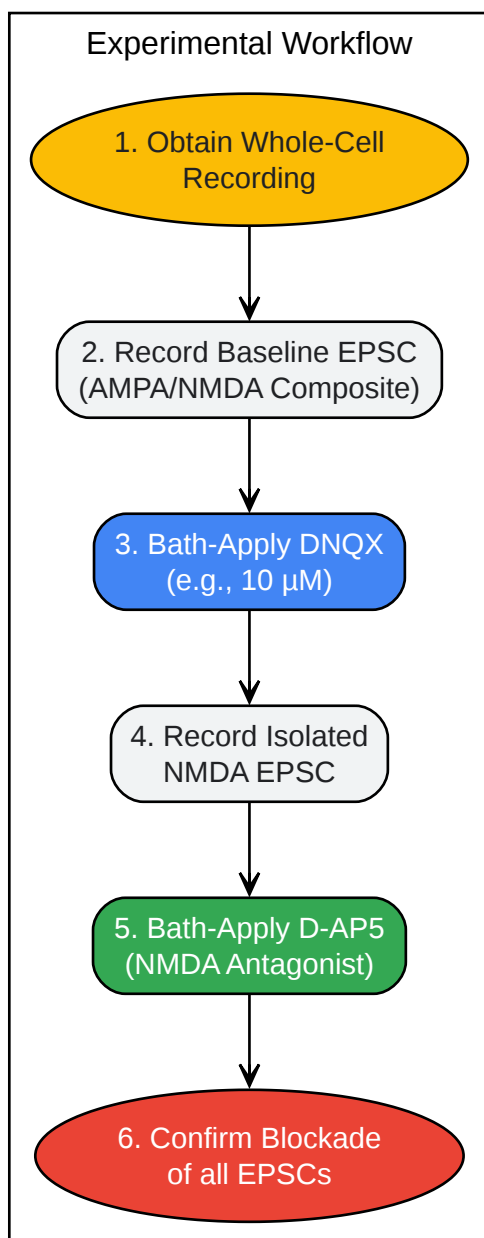 Experimental Workflow
1. Obtain Whole-Cell
Recording
2. Record Baseline EPSC
(AMPA/NMDA Composite)
3. Bath-Apply DNQX
(e.g., 10 µM)
4. Record Isolated
NMDA EPSC
5. Bath-Apply D-AP5
(NMDA Antagonist)
6. Confirm Blockade
of all EPSCs